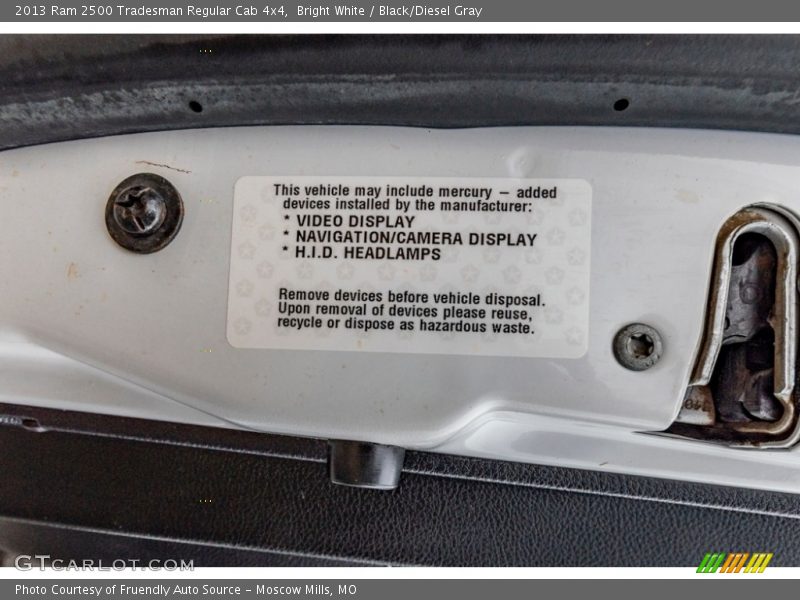 2013 Ram 2500 Tradesman Regular Cab 4x4,  Bright White / Black/Diesel Gray
This vehicle may include mercury – added
devices installed by the manufacturer:
* VIDEO DISPLAY
* NAVIGATION/CAMERA DISPLAY
* H.I.D. HEADLAMPS
Remove devices before vehicle disposal.
Upon removal of devices please reuse,
recycle or dispose as hazardous waste.
GTCARLOT.COM
Photo Courtesy of Fruendly Auto Source – Moscow Mills, MO